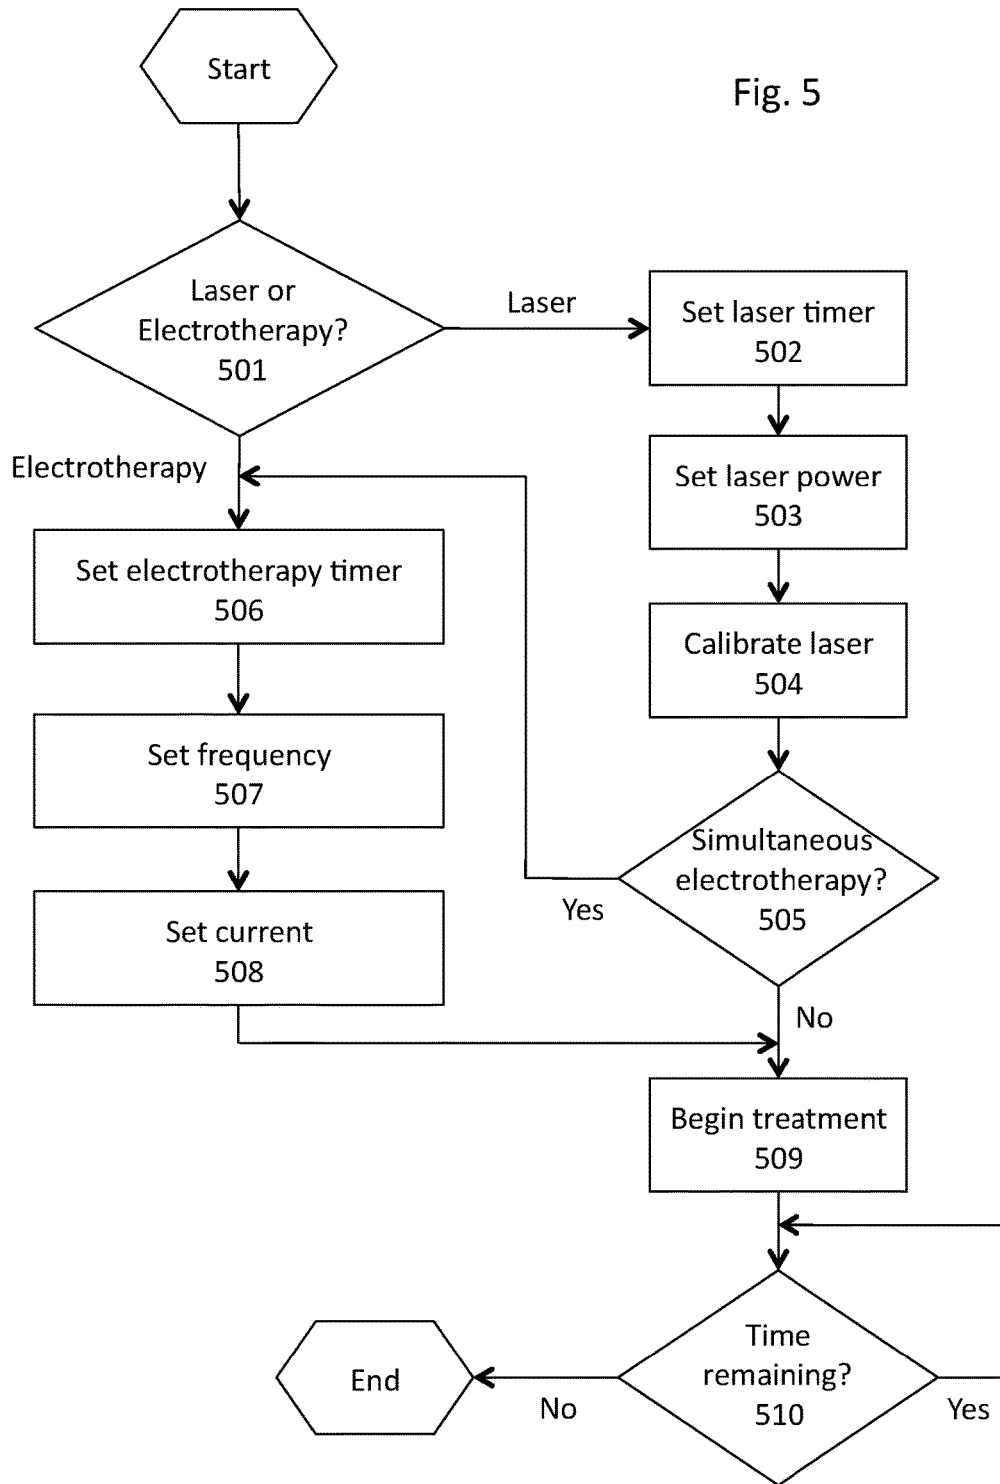 Start
Fig. 5
Laser or
Electrotherapy?
501
Laser
Set laser timer
502
Set laser power
503
Calibrate laser
504
Simultaneous
electrotherapy?
505
Yes
No
Electrotherapy
Set electrotherapy timer
506
Set frequency
507
Set current
508
Begin treatment
509
Time
remaining?
510
Yes
No
End